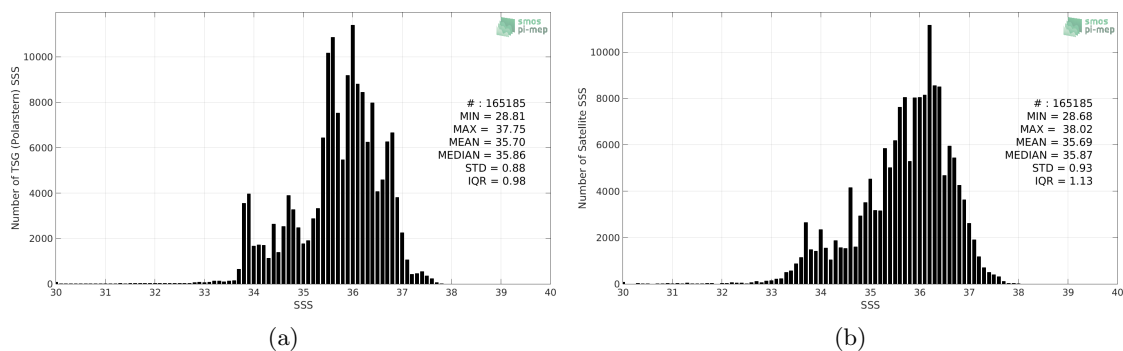 smos
pi-mep
10000
8000
6000
4000
2000
0
Number of TSG (Polarstern) SSS
# : 165185
MIN = 28.81
MAX = 37.75
MEAN = 35.70
MEDIAN = 35.86
STD = 0.88
IQR = 0.98
30 31 32 33 34 35 36 37 38 39 40
SSS
(a)
smos
pi-mep
10000
8000
6000
4000
2000
0
Number of Satellite SSS
# : 165185
MIN = 28.68
MAX = 38.02
MEAN = 35.69
MEDIAN = 35.87
STD = 0.93
IQR = 1.13
30 31 32 33 34 35 36 37 38 39 40
SSS
(b)